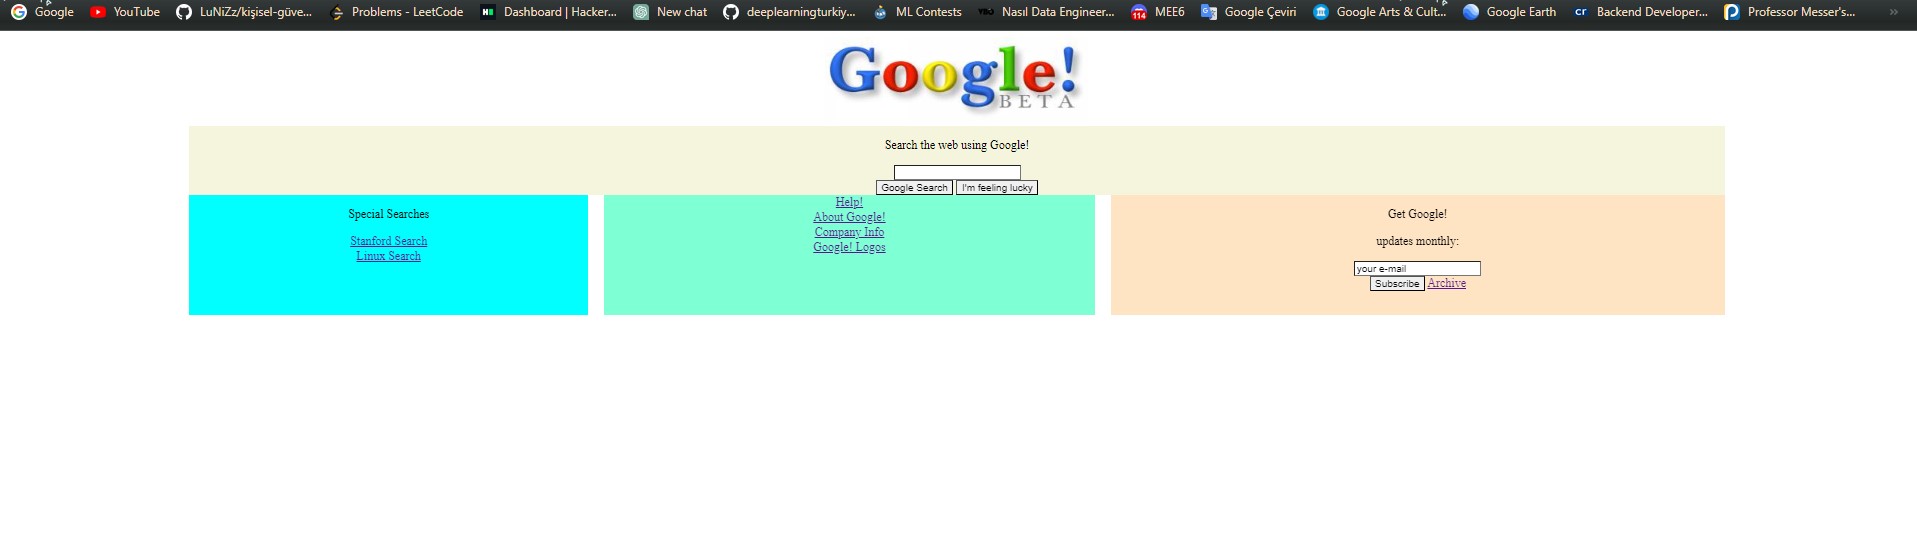 Google YouTube LuNiZz/kişisel-güve... Problems - LeetCode Dashboard | Hacker... New chat deeplearningturkiy... ML Contests Nasıl Data Engineer... 114 MEE6 Google Çeviri Google Arts & Cult... Google Earth cr Backend Developer... Professor Messer's... »
Google!
BETA
Search the web using Google!
Google Search I'm feeling lucky
Special Searches
Stanford Search
Linux Search
Help!
About Google!
Company Info
Google! Logos
Get Google!
updates monthly:
your e-mail
Subscribe Archive